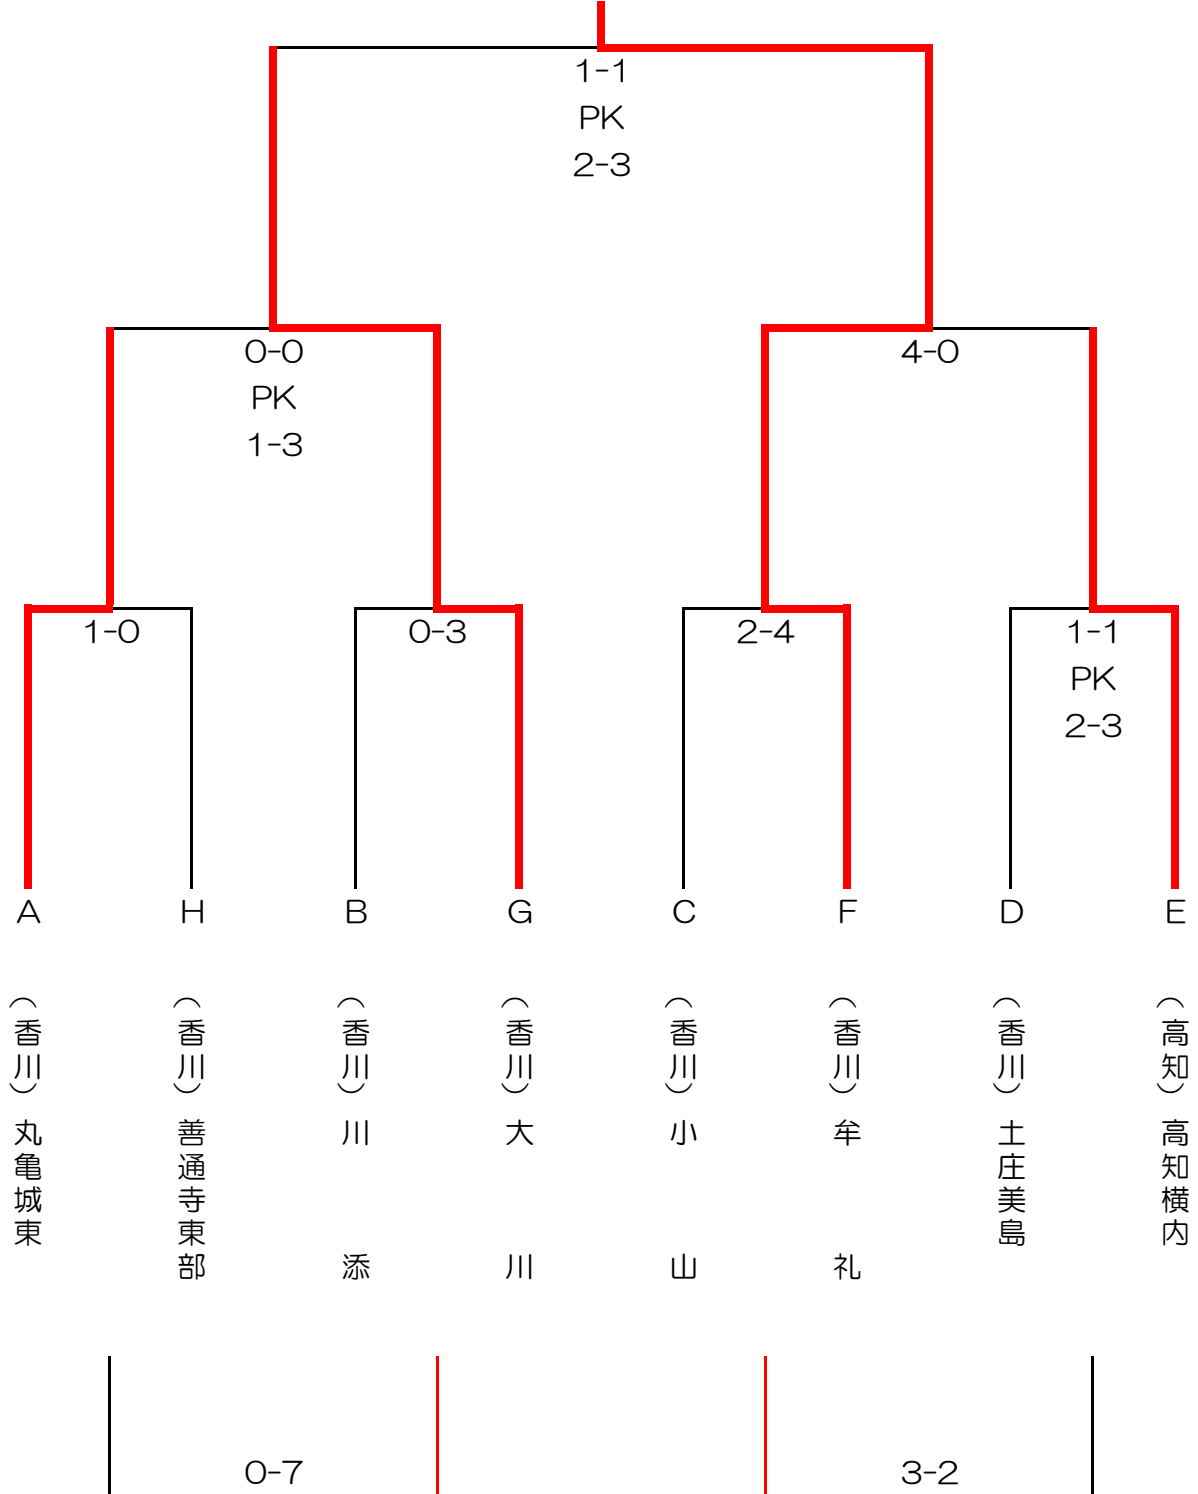 1-1
PK
2-3
0-0
PK
1-3
4-0
1-0
0-3
2-4
1-1
PK
2-3
A
H
B
G
C
F
D
E
（香川）丸亀城東
（香川）善通寺東部
（香川）川添
（香川）大川
（香川）小山
（香川）牟礼
（香川）土庄美島
（高知）高知横内
0-7
3-2